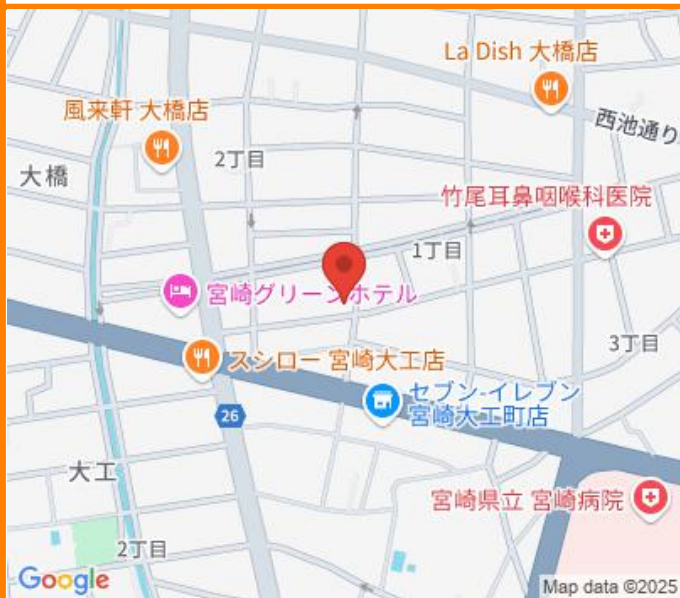 La Dish 大橋店
風来軒 大橋店
西池通り
2丁目
大橋
竹尾耳鼻咽喉科医院
1丁目
宮崎グリーンホテル
3丁目
スシロー 宮崎大工店
セブン-イレブン
宮崎大工町店
26
大工
宮崎県立 宮崎病院
2丁目
Google
Map data ©2025